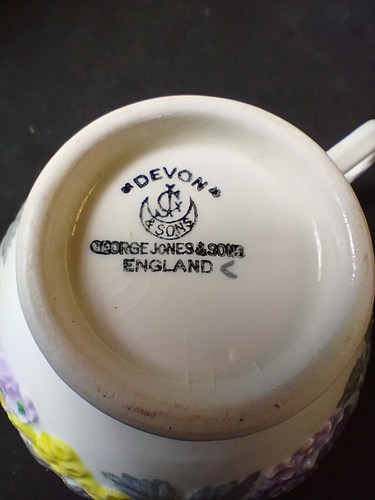 "DEVON"
& SONS
GEORGE JONES & SONS
ENGLAND